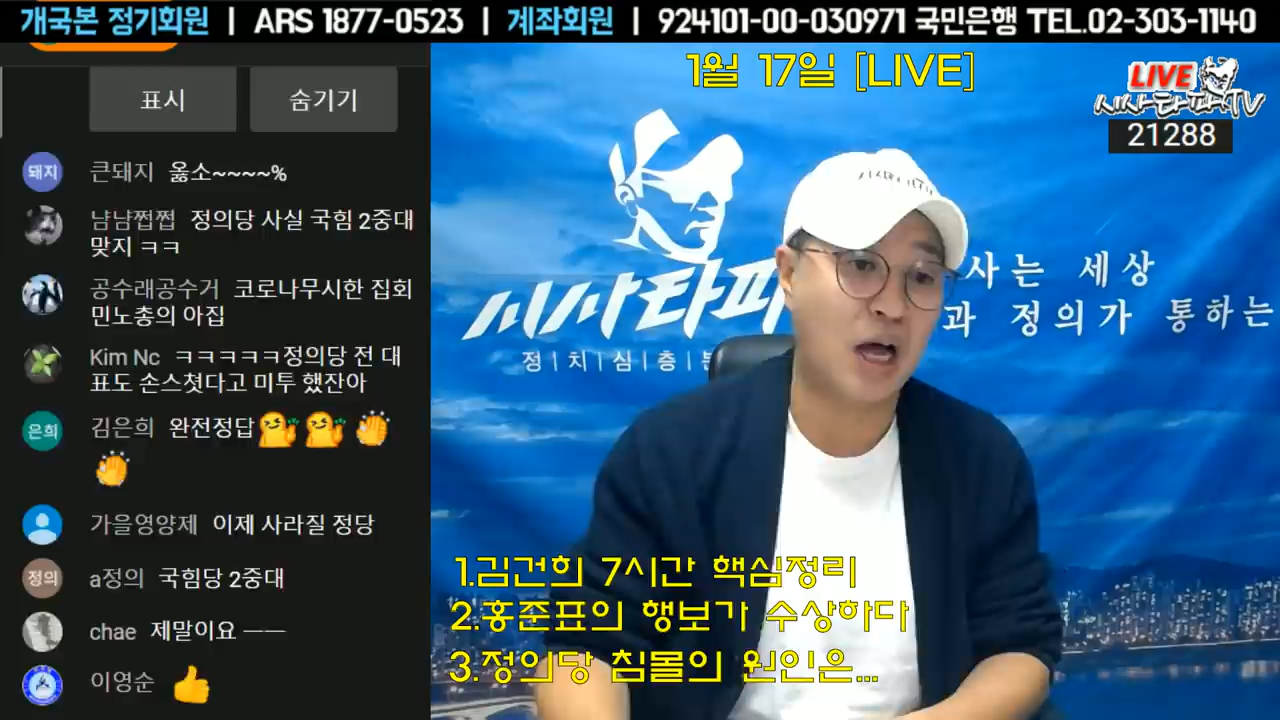 개국본 정기회원 | ARS 1877-0523 | 계좌회원 | 924101-00-030971 국민은행 TEL.02-303-1140
표시 숨기기
돼지 큰돼지 옳소~~~~%
냠냠쩝쩝 정의당 사실 국힘 2중대
맞지 ㅋㅋ
공수래공수거 코로나무시한 집회
민노총의 아집
Kim Nc ㅋㅋㅋㅋㅋ정의당 전 대
표도 손스쳣다고 미투 했잖아
은희 김은희 완전정답
가을영양제 이제 사라질 정당
정의 a정의 국힘당 2중대
chae 제말이요 ㅡㅡ
이영순
1월 17일 [LIVE]
LIVE
시사타파TV
21288
시사타파
정|치|심|층|분
사는 세상
과 정의가 통하는
1.김건희 7시간 핵심정리
2.홍준표의 행보가 수상하다
3.정의당 침몰의 원인은...